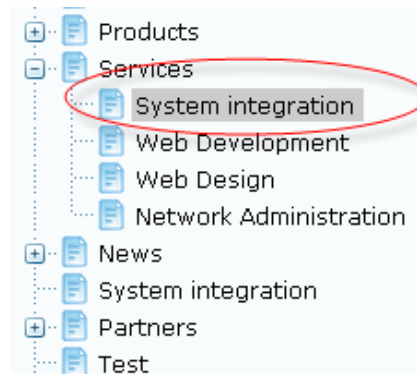 Products
Services
System integration
Web Development
Web Design
Network Administration
News
System integration
Partners
Test